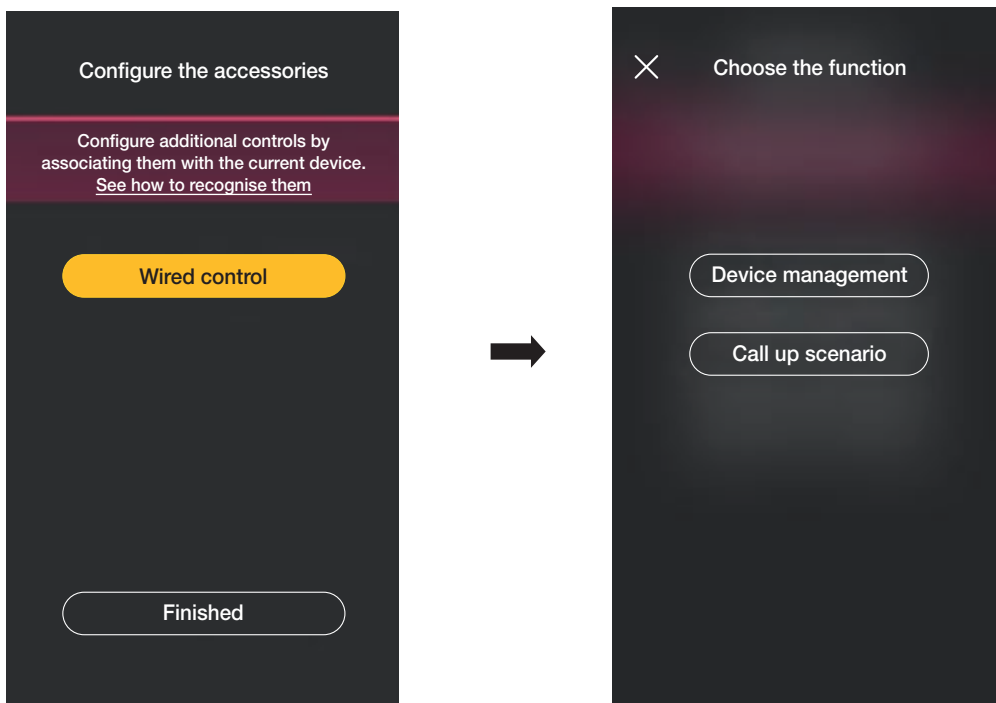 Configure the accessories
Configure additional controls by
associating them with the current device.
See how to recognise them
Wired control
Finished
Choose the function
Device management
Call up scenario